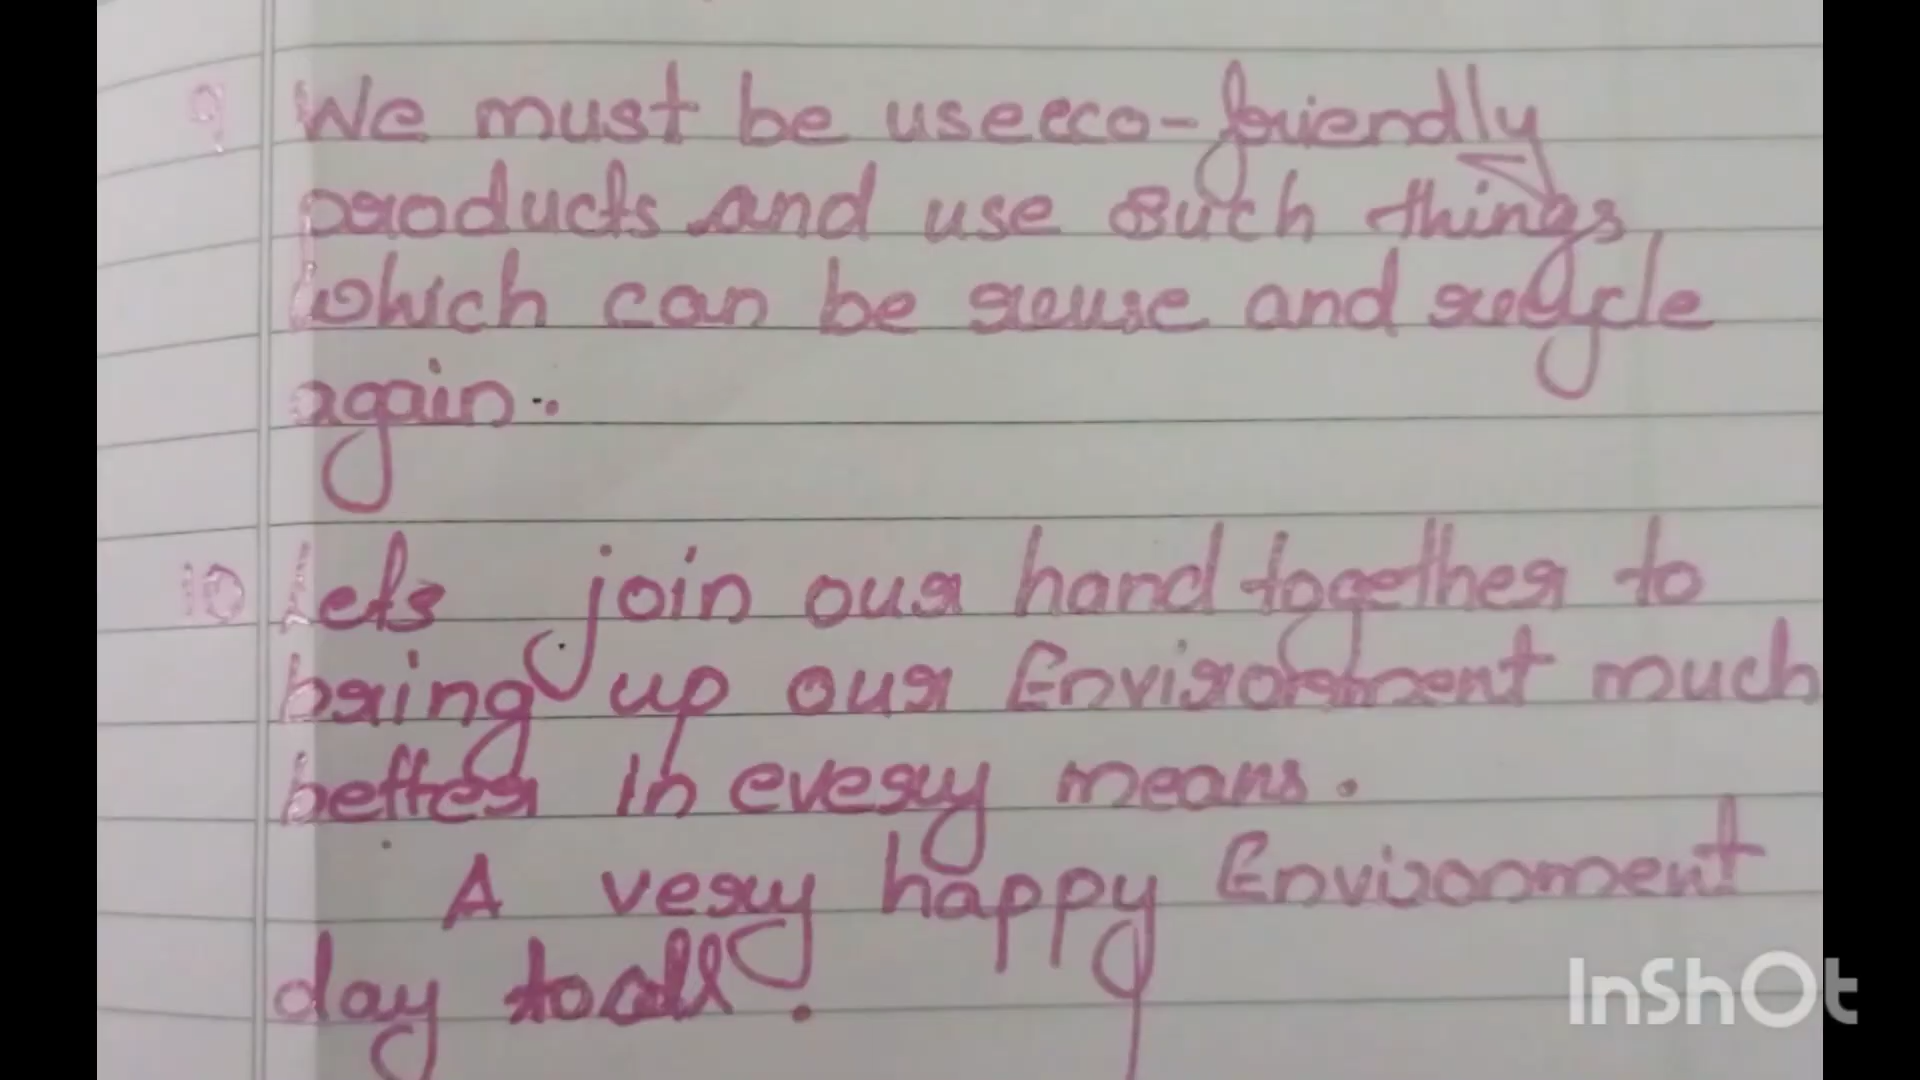 9 We must be use eco-friendly
products and use such things
which can be reuse and recycle
again..
10 Lets join our hand together to
bring up our Environment much
better in every means.
A very happy Environment
day to all.
InShOt